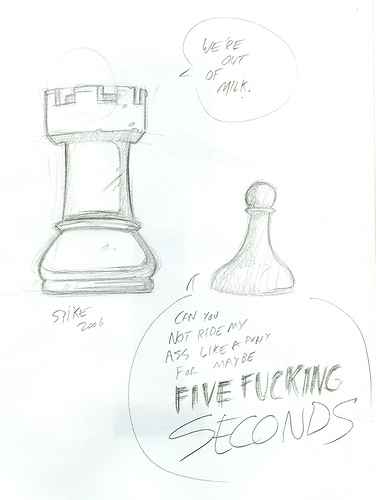 WE'RE
OUT
OF
MILK.
SPIKE
2006
CAN YOU
NOT RIDE MY
ASS LIKE A PONY
FOR MAYBE
FIVE FUCKING
SECONDS